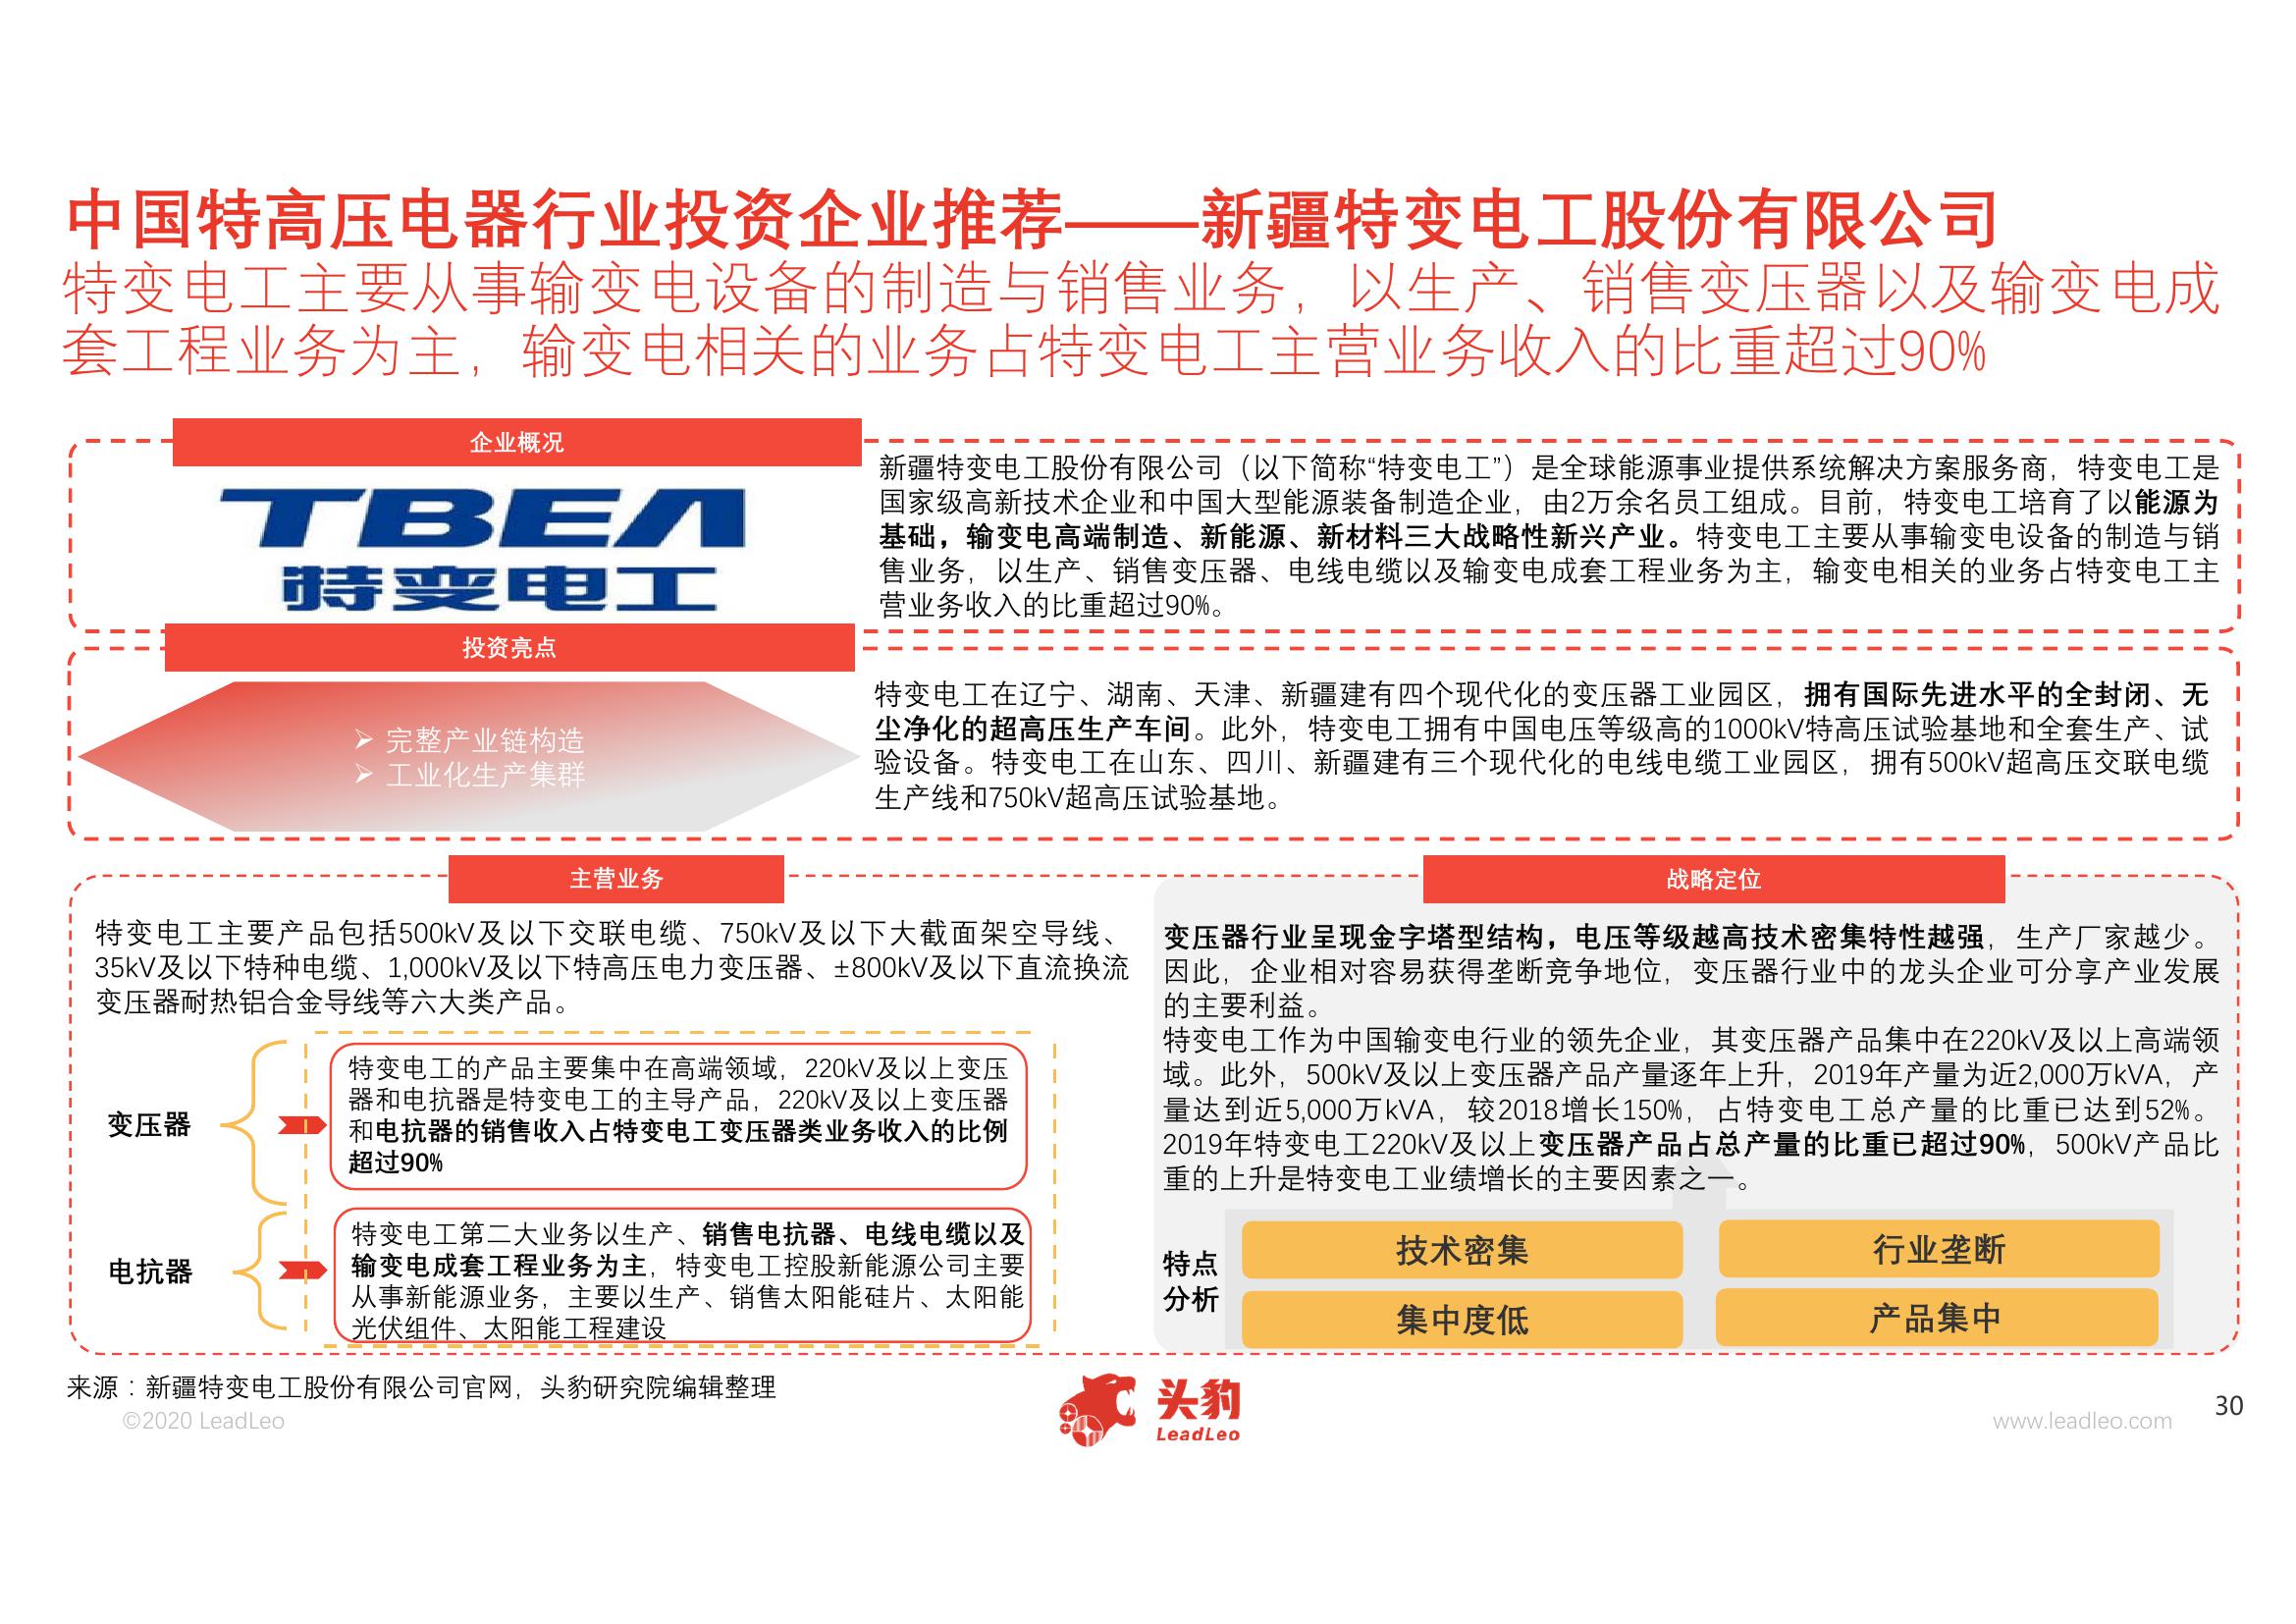 中国特高压电器行业投资企业推荐——新疆特变电工股份有限公司
特变电工主要从事输变电设备的制造与销售业务，以生产、销售变压器以及输变电成
套工程业务为主，输变电相关的业务占特变电工主营业务收入的比重超过90%
企业概况
TBEA
特变电工
新疆特变电工股份有限公司（以下简称“特变电工”）是全球能源事业提供系统解决方案服务商，特变电工是
国家级高新技术企业和中国大型能源装备制造企业，由2万余名员工组成。目前，特变电工培育了以能源为
基础，输变电高端制造、新能源、新材料三大战略性新兴产业。特变电工主要从事输变电设备的制造与销
售业务，以生产、销售变压器、电线电缆以及输变电成套工程业务为主，输变电相关的业务占特变电工主
营业务收入的比重超过90%。
投资亮点
➢ 完整产业链构造
➢ 工业化生产集群
特变电工在辽宁、湖南、天津、新疆建有四个现代化的变压器工业园区，拥有国际先进水平的全封闭、无
尘净化的超高压生产车间。此外，特变电工拥有中国电压等级高的1000kV特高压试验基地和全套生产、试
验设备。特变电工在山东、四川、新疆建有三个现代化的电线电缆工业园区，拥有500kV超高压交联电缆
生产线和750kV超高压试验基地。
主营业务
特变电工主要产品包括500kV及以下交联电缆、750kV及以下大截面架空导线、
35kV及以下特种电缆、1,000kV及以下特高压电力变压器、±800kV及以下直流换流
变压器耐热铝合金导线等六大类产品。
变压器
特变电工的产品主要集中在高端领域，220kV及以上变压
器和电抗器是特变电工的主导产品，220kV及以上变压器
和电抗器的销售收入占特变电工变压器类业务收入的比例
超过90%
电抗器
特变电工第二大业务以生产、销售电抗器、电线电缆以及
输变电成套工程业务为主，特变电工控股新能源公司主要
从事新能源业务，主要以生产、销售太阳能硅片、太阳能
光伏组件、太阳能工程建设
战略定位
变压器行业呈现金字塔型结构，电压等级越高技术密集特性越强，生产厂家越少。
因此，企业相对容易获得垄断竞争地位，变压器行业中的龙头企业可分享产业发展
的主要利益。
特变电工作为中国输变电行业的领先企业，其变压器产品集中在220kV及以上高端领
域。此外，500kV及以上变压器产品产量逐年上升，2019年产量为近2,000万kVA，产
量达到近5,000万kVA，较2018增长150%，占特变电工总产量的比重已达到52%。
2019年特变电工220kV及以上变压器产品占总产量的比重已超过90%，500kV产品比
重的上升是特变电工业绩增长的主要因素之一。
特点
分析
技术密集
行业垄断
集中度低
产品集中
来源：新疆特变电工股份有限公司官网，头豹研究院编辑整理
©2020 LeadLeo
头豹
LeadLeo
www.leadleo.com
30